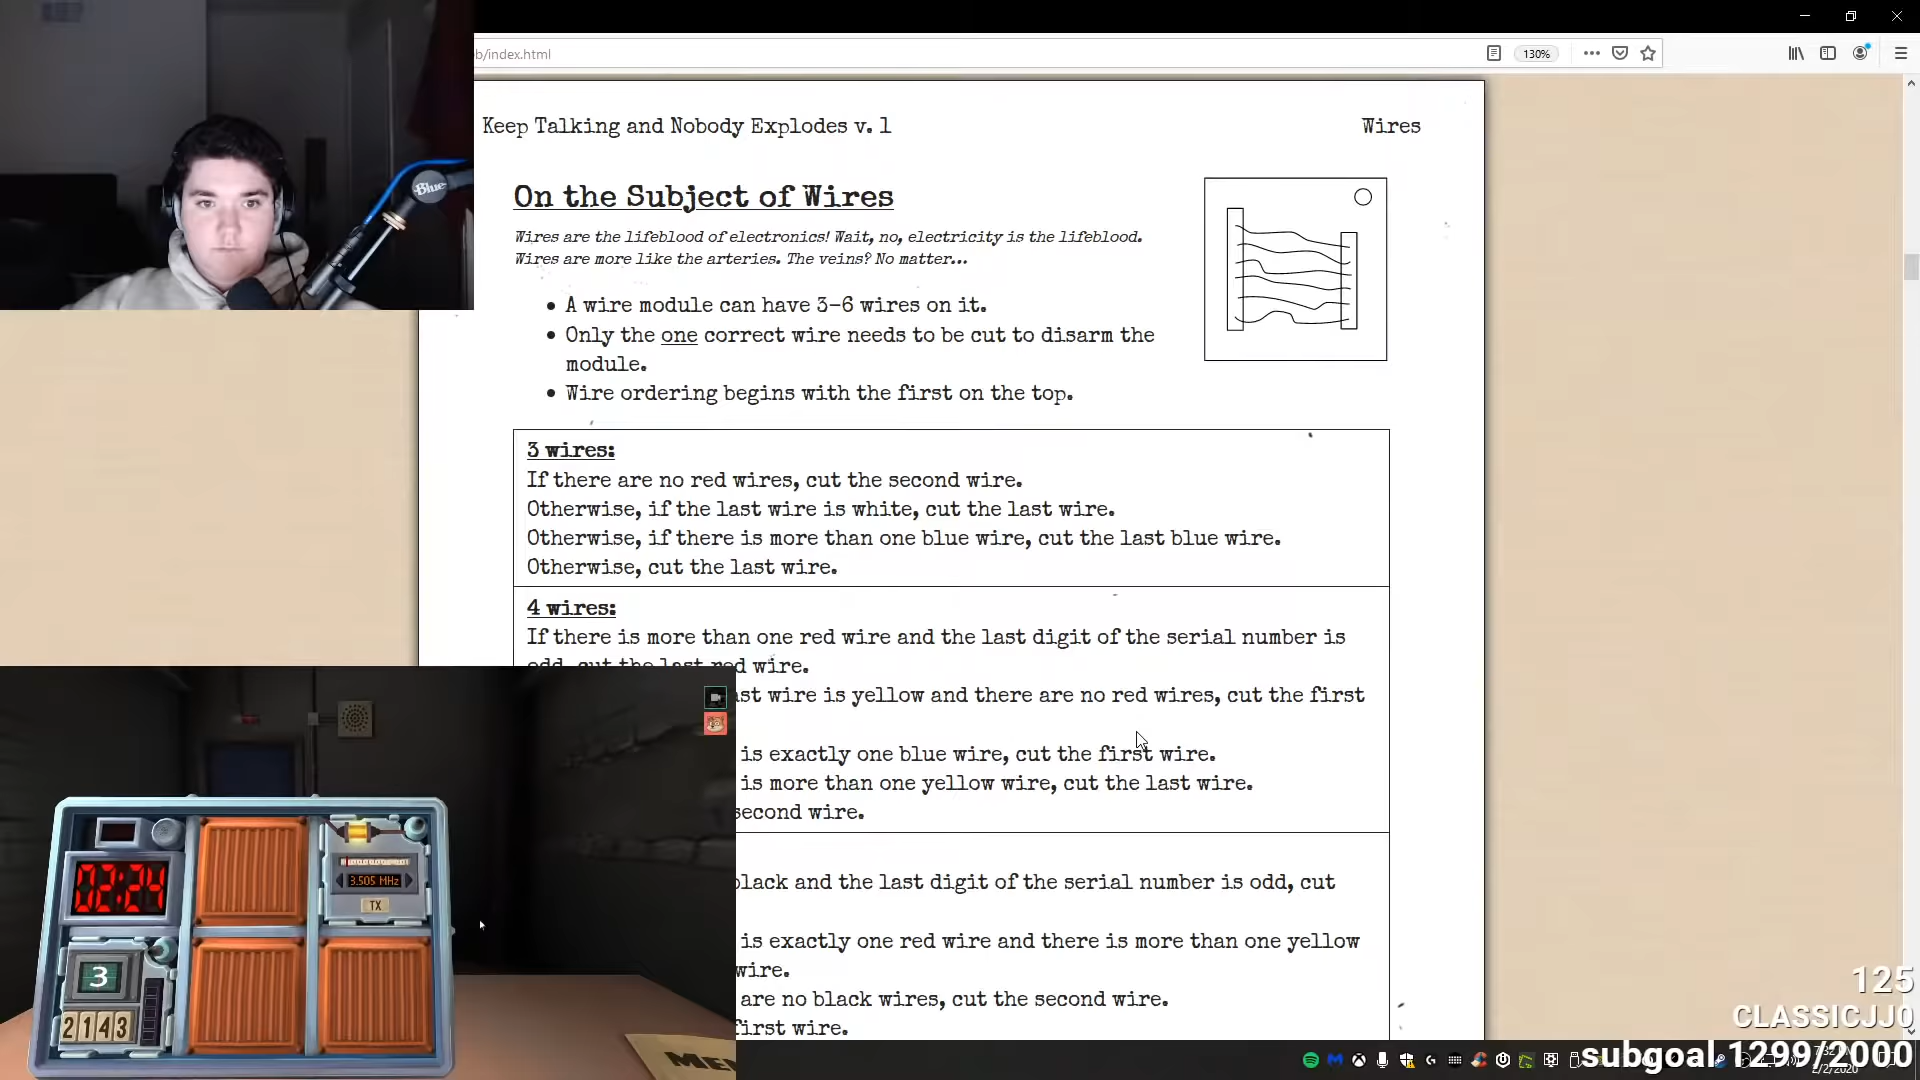 b/index.html
130%
Keep Talking and Nobody Explodes v. 1
Wires
On the Subject of Wires
Wires are the lifeblood of electronics! Wait, no, electricity is the lifeblood.
Wires are more like the arteries. The veins? No matter...
• A wire module can have 3-6 wires on it.
• Only the one correct wire needs to be cut to disarm the
module.
• Wire ordering begins with the first on the top.
3 wires:
If there are no red wires, cut the second wire.
Otherwise, if the last wire is white, cut the last wire.
Otherwise, if there is more than one blue wire, cut the last blue wire.
Otherwise, cut the last wire.
4 wires:
If there is more than one red wire and the last digit of the serial number is
odd, cut the last red wire.
ast wire is yellow and there are no red wires, cut the first
is exactly one blue wire, cut the first wire.
is more than one yellow wire, cut the last wire.
second wire.
black and the last digit of the serial number is odd, cut
is exactly one red wire and there is more than one yellow
wire.
are no black wires, cut the second wire.
first wire.
Blue
02:24
3.505 MHz
TX
3
2143
125
CLASSICJJ0
subgoal 1299/2000
2/2/2020